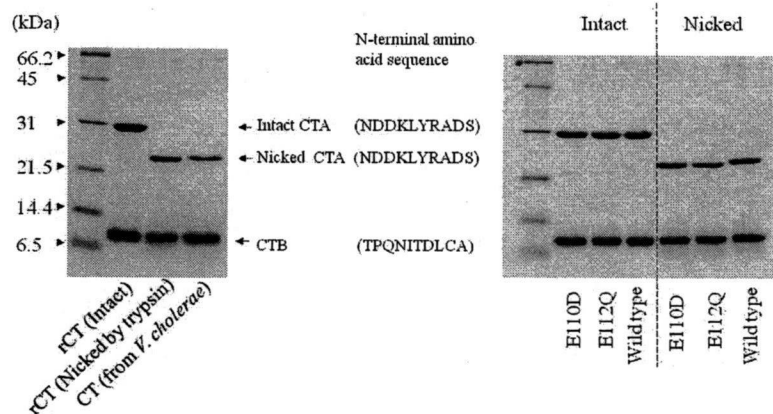 (kDa)
66.2
45
31
21.5
14.4
6.5
N-terminal amino
acid sequence
Intact CTA (NDDKLYRADS)
Nicked CTA (NDDKLYRADS)
CTB (TPQNITDLCA)
rCT (Intact)
rCT (Nicked by trypsin)
CT (from V. cholerae)
Intact Nicked
E110D
E112Q
Wildtype
E110D
E112Q
Wildtype